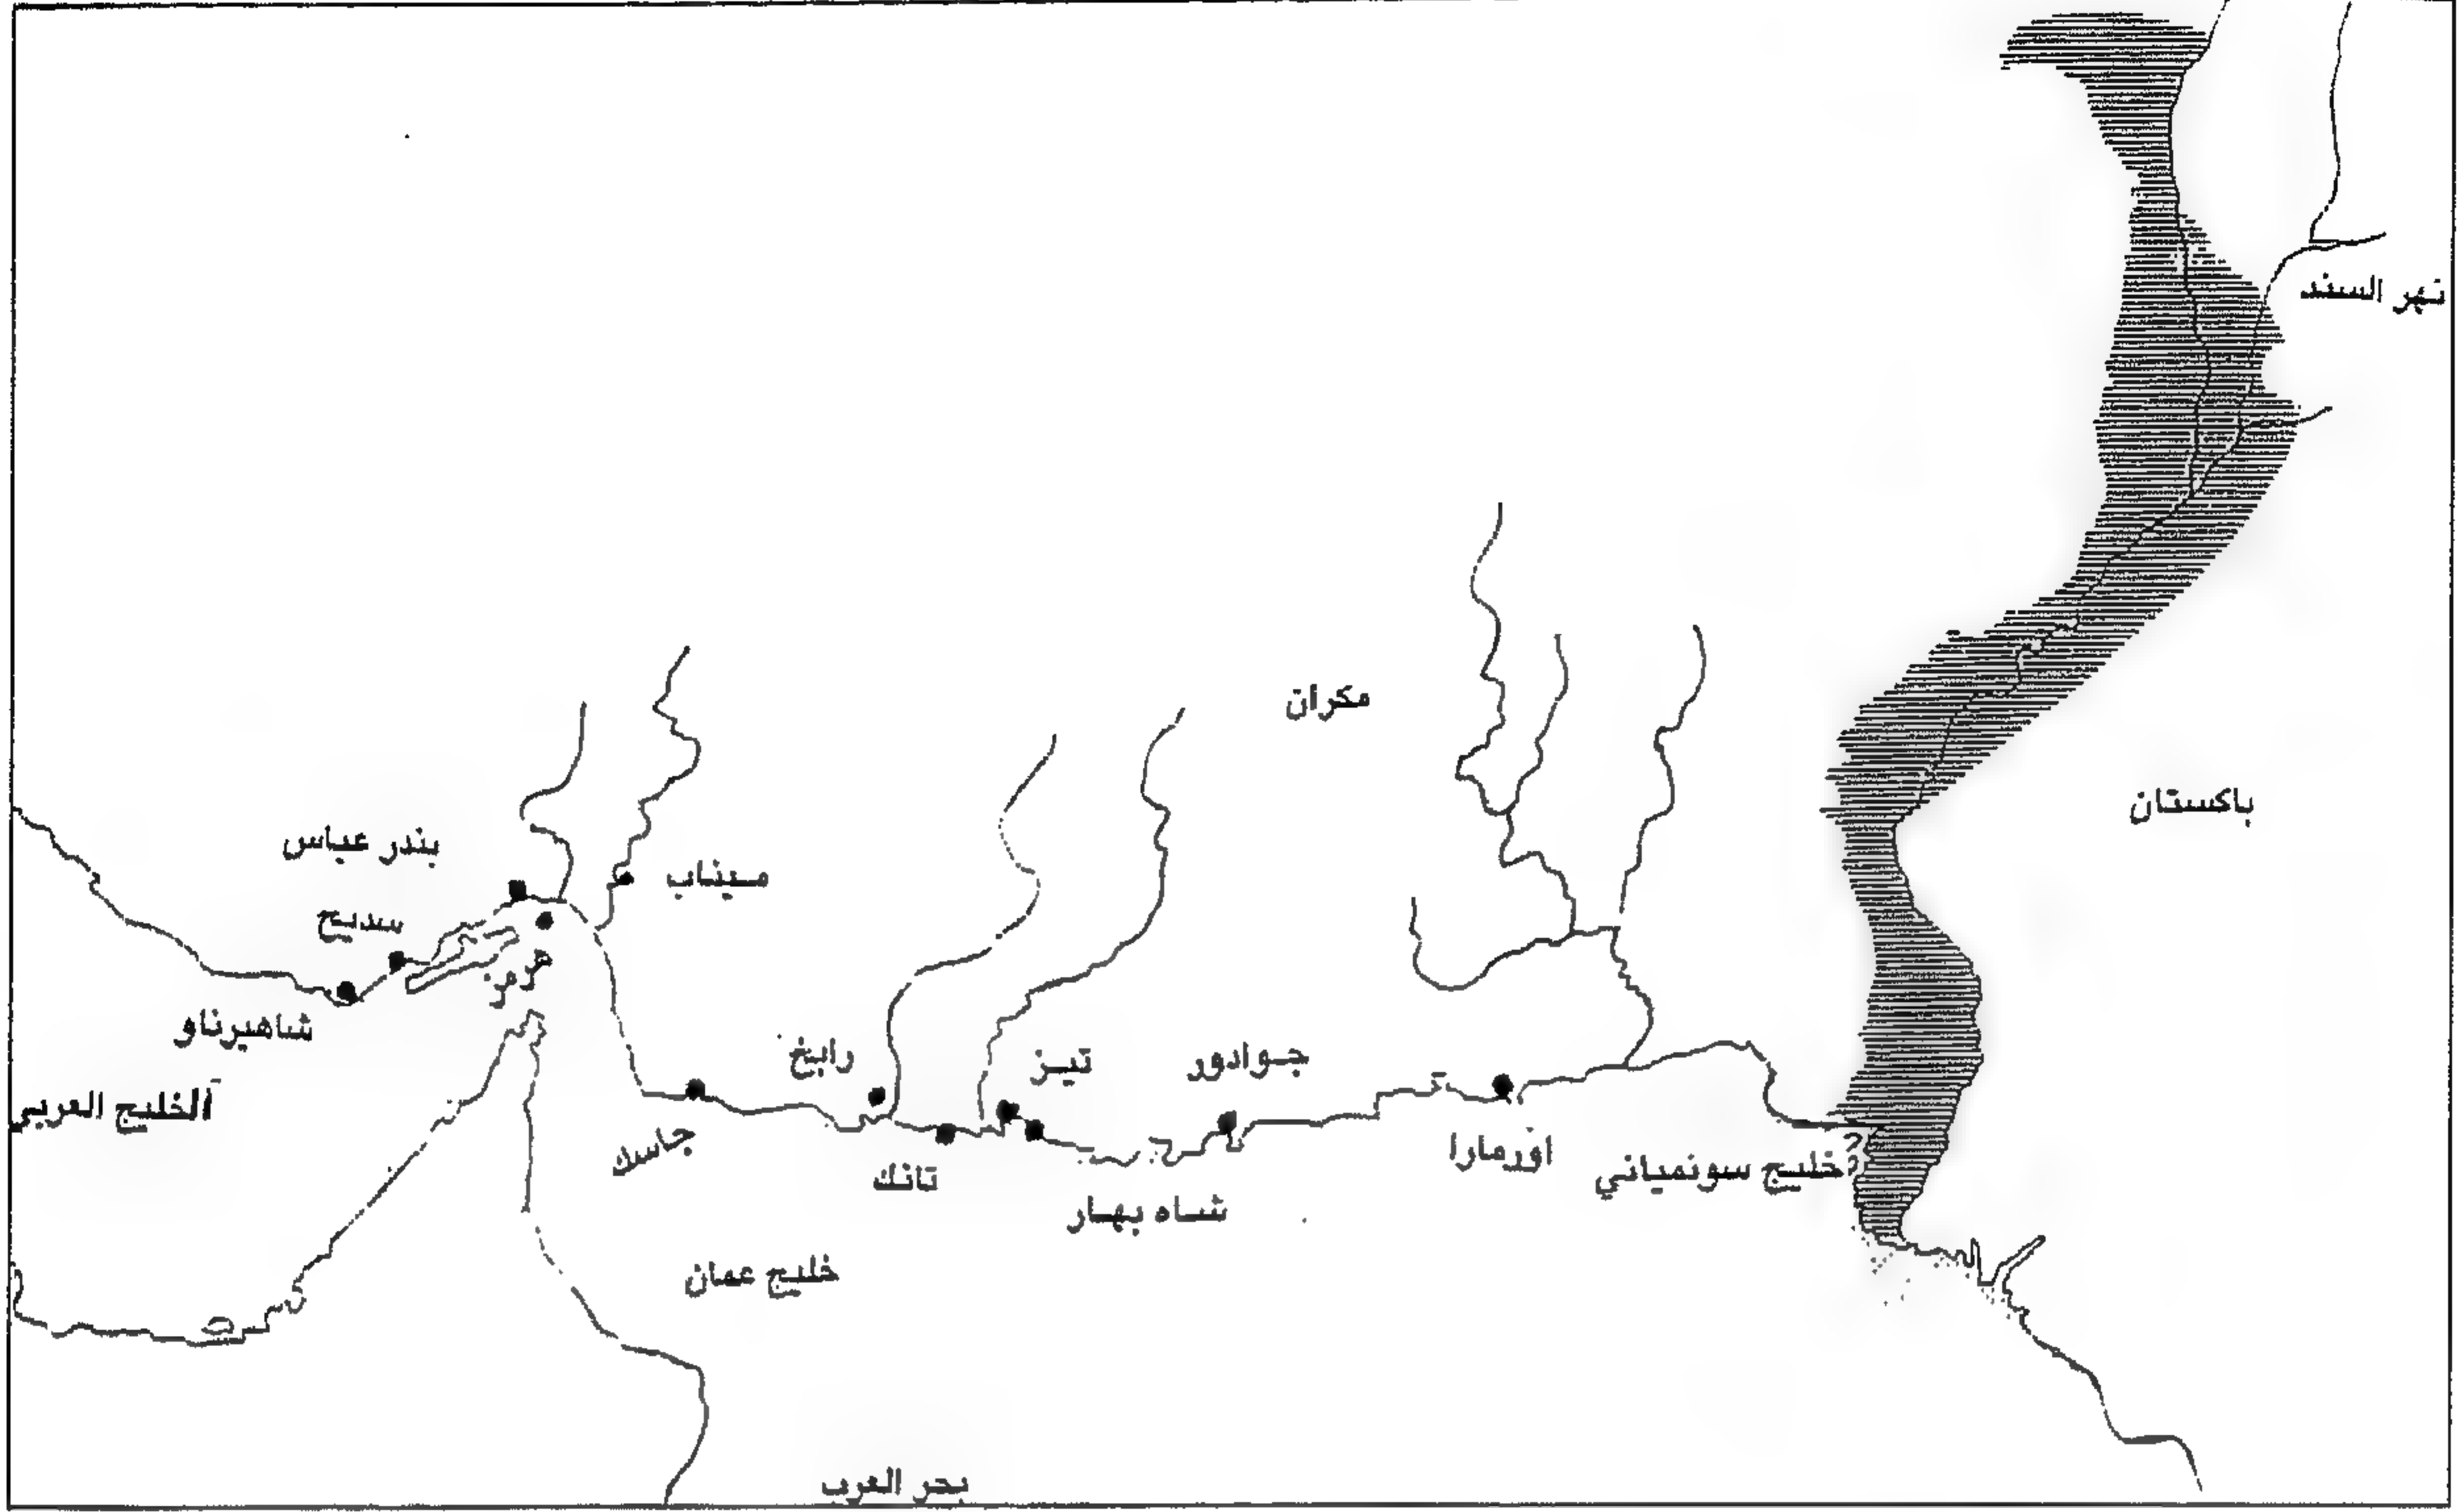 نهر السند
مكران
باكستان
بندر عباس
ميناب
سديج
هرمز
شاهيرناو
رابيخ
تيز
جوادور
الخليج العربي
جاسك
تانك
اورمارا
خليج سونمياني؟
شاه بهار
خليج عمان
بحر العرب